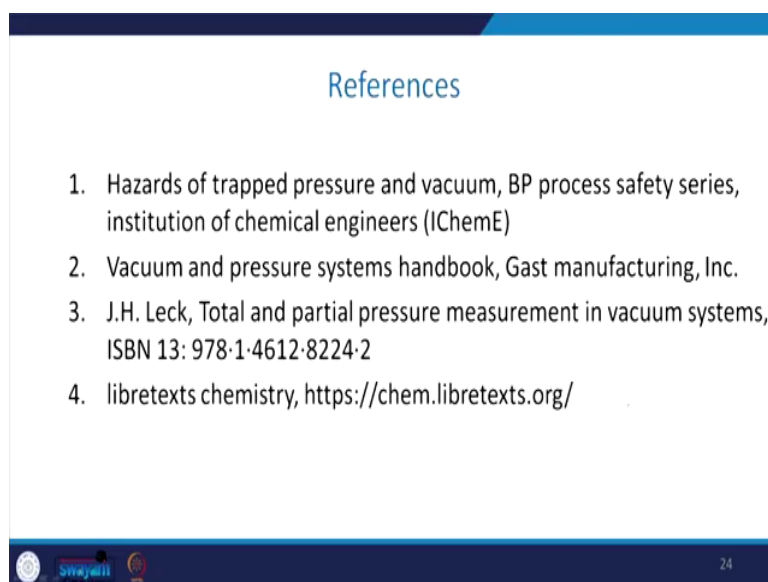 References
1. Hazards of trapped pressure and vacuum, BP process safety series,
institution of chemical engineers (IChemE)
2. Vacuum and pressure systems handbook, Gast manufacturing, Inc.
3. J.H. Leck, Total and partial pressure measurement in vacuum systems,
ISBN 13: 978·1·4612·8224·2
4. libretexts chemistry, https://chem.libretexts.org/
swayam
24